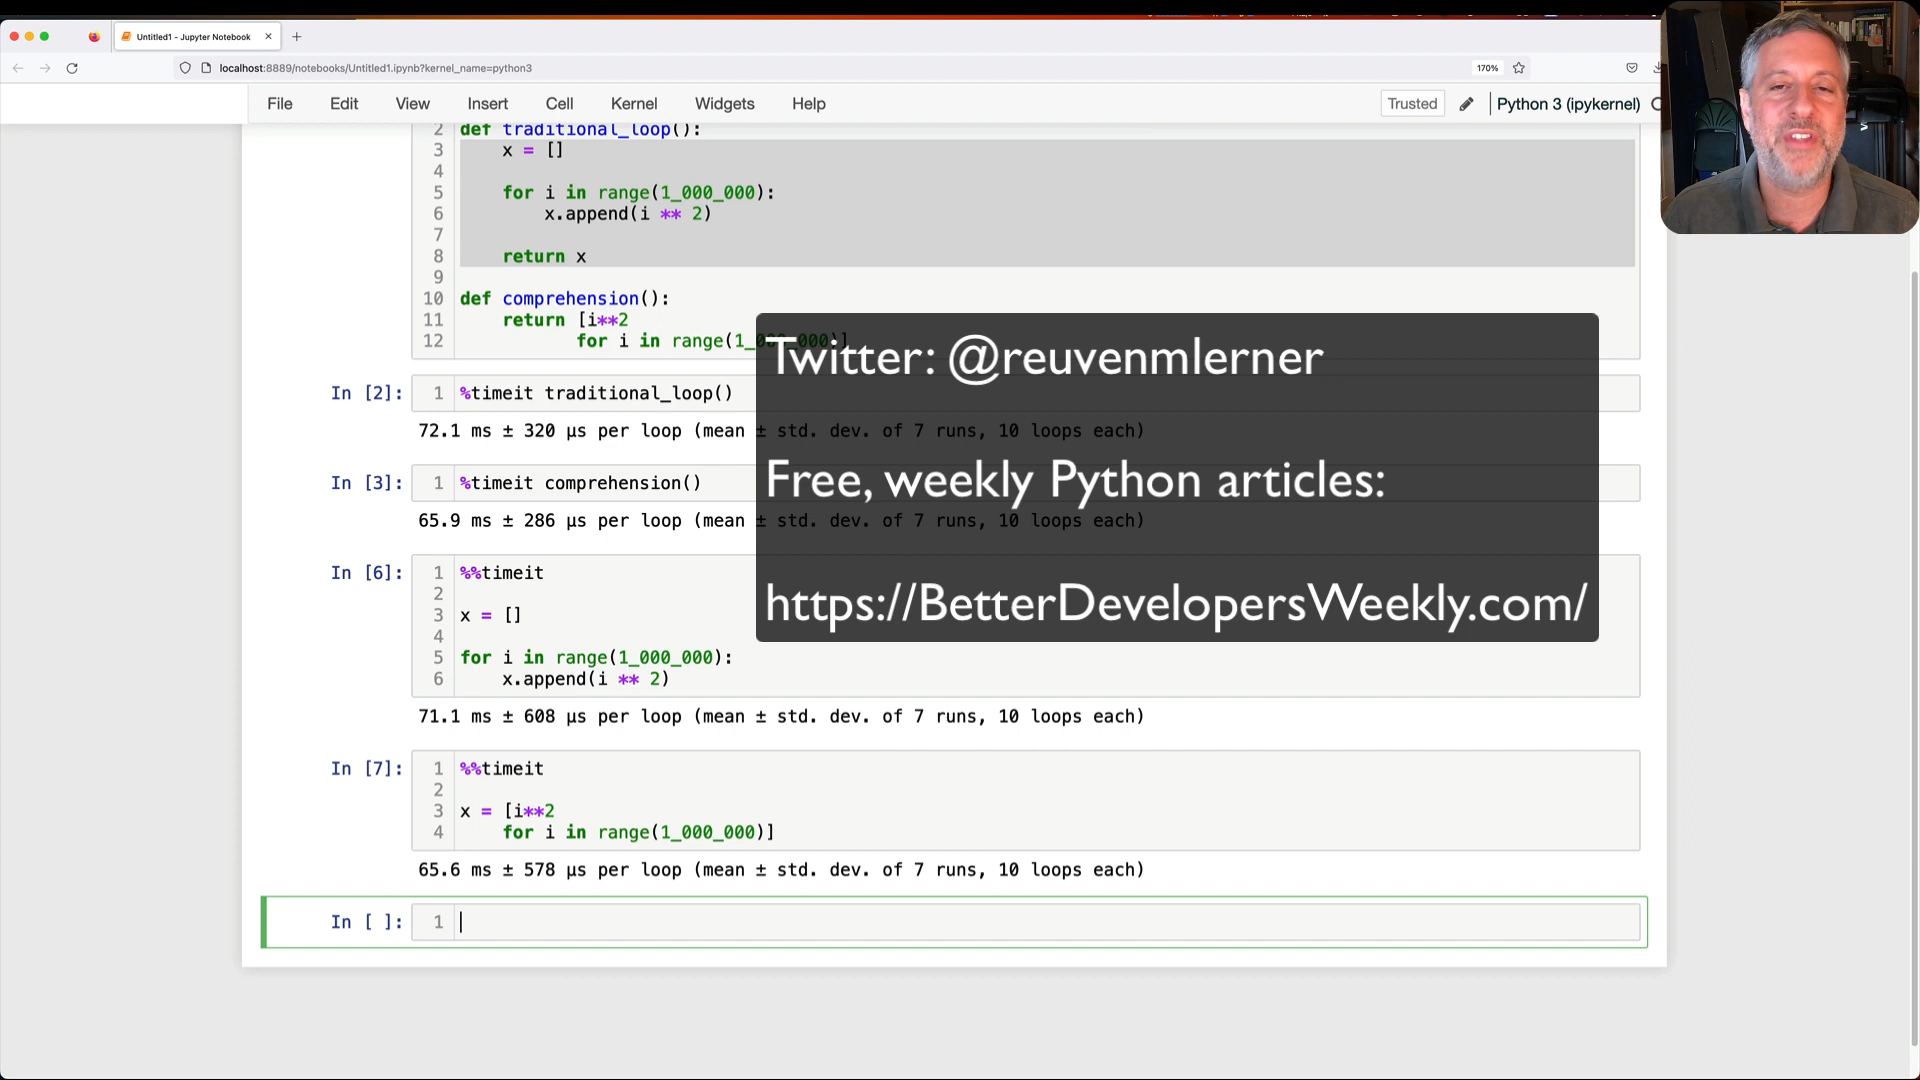 Untitled1 - Jupyter Notebook
localhost:8889/notebooks/Untitled1.ipynb?kernel_name=python3
170%
File Edit View Insert Cell Kernel Widgets Help
Trusted
Python 3 (ipykernel)
2 def traditional_loop():
3 x = []
4
5 for i in range(1_000_000):
6 x.append(i ** 2)
7
8 return x
9
10 def comprehension():
11 return [i**2
12 for i in range(1_000_000)]
Twitter: @reuvenmlerner
Free, weekly Python articles:
https://BetterDevelopersWeekly.com/
In [2]: 1 %timeit traditional_loop()
72.1 ms ± 320 µs per loop (mean ± std. dev. of 7 runs, 10 loops each)
In [3]: 1 %timeit comprehension()
65.9 ms ± 286 µs per loop (mean ± std. dev. of 7 runs, 10 loops each)
In [6]: 1 %%timeit
2
3 x = []
4
5 for i in range(1_000_000):
6 x.append(i ** 2)
71.1 ms ± 608 µs per loop (mean ± std. dev. of 7 runs, 10 loops each)
In [7]: 1 %%timeit
2
3 x = [i**2
4 for i in range(1_000_000)]
65.6 ms ± 578 µs per loop (mean ± std. dev. of 7 runs, 10 loops each)
In [ ]: 1